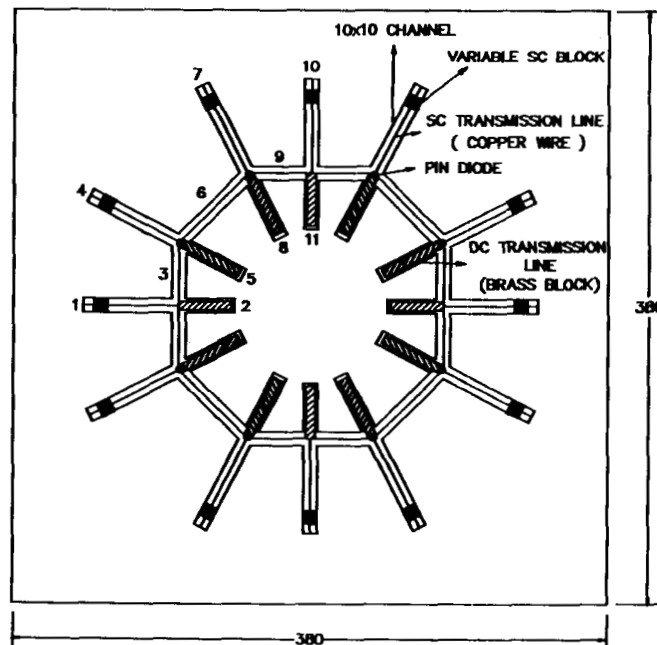 10x10 CHANNEL
VARIABLE SC BLOCK
7
10
SC TRANSMISSION LINE
( COPPER WIRE )
9
PIN DIODE
4
6
8
11
3
5
DC TRANSMISSION
LINE
(BRASS BLOCK)
1
2
380
380